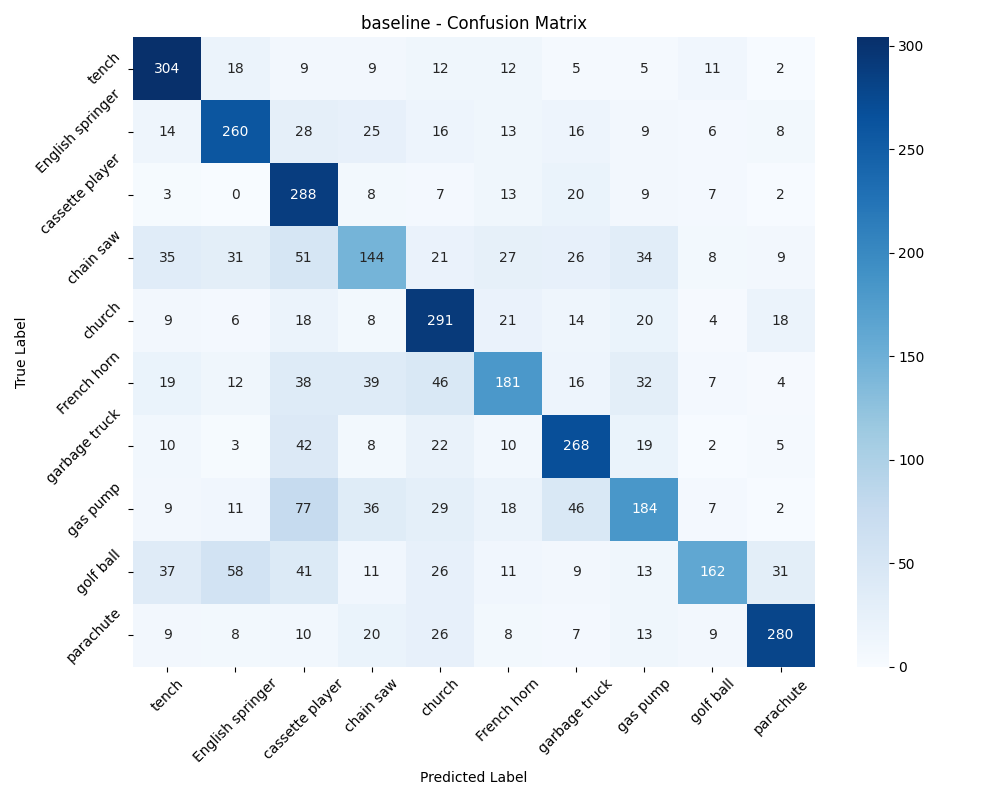 baseline - Confusion Matrix
True Label
tench 304 18 9 9 12 12 5 5 11 2
English springer 14 260 28 25 16 13 16 9 6 8
cassette player 3 0 288 8 7 13 20 9 7 2
chain saw 35 31 51 144 21 27 26 34 8 9
church 9 6 18 8 291 21 14 20 4 18
French horn 19 12 38 39 46 181 16 32 7 4
garbage truck 10 3 42 8 22 10 268 19 2 5
gas pump 9 11 77 36 29 18 46 184 7 2
golf ball 37 58 41 11 26 11 9 13 162 31
parachute 9 8 10 20 26 8 7 13 9 280
tench English springer cassette player chain saw church French horn garbage truck gas pump golf ball parachute
Predicted Label
300
250
200
150
100
50
0